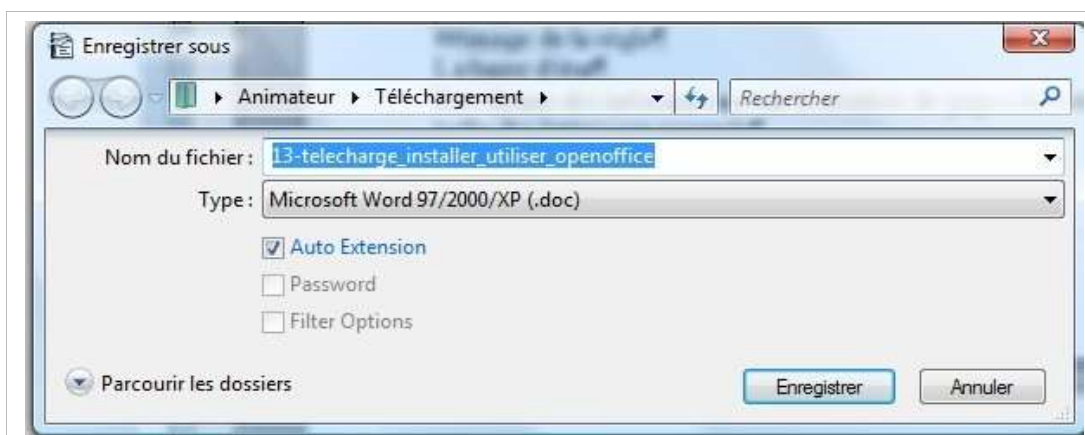 Enregistrer sous
Animateur Téléchargement
Rechercher
Nom du fichier : 13-telecharge_installer_utiliser_openoffice
Type : Microsoft Word 97/2000/XP (.doc)
Auto Extension
Password
Filter Options
Parcourir les dossiers
Enregistrer Annuler